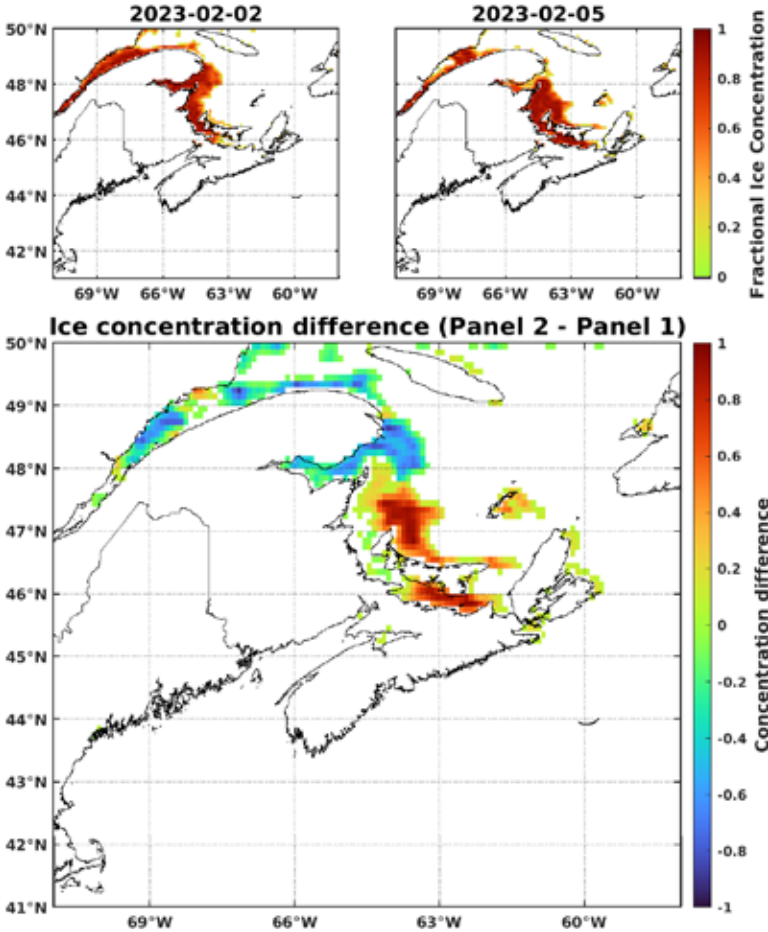 2023-02-02 2023-02-05
50°N
48°N
46°N
44°N
42°N
69°W 66°W 63°W 60°W
69°W 66°W 63°W 60°W
1
0.8
0.6
0.4
0.2
0
Fractional Ice Concentration
Ice concentration difference (Panel 2 - Panel 1)
50°N
49°N
48°N
47°N
46°N
45°N
44°N
43°N
42°N
41°N
69°W 66°W 63°W 60°W
1
0.8
0.6
0.4
0.2
0
-0.2
-0.4
-0.6
-0.8
-1
Concentration difference